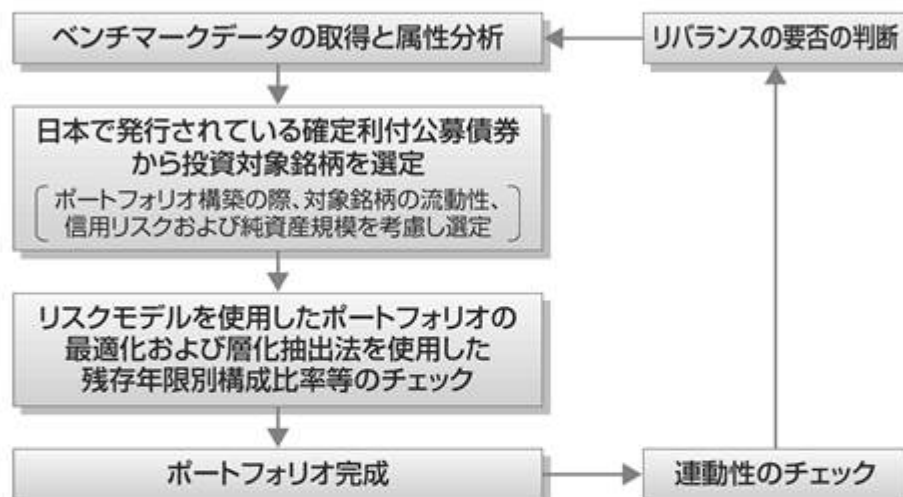 ベンチマークデータの取得と属性分析
リバランスの要否の判断
日本で発行されている確定利付公募債券
から投資対象銘柄を選定
ポートフォリオ構築の際、対象銘柄の流動性、
信用リスクおよび純資産規模を考慮し選定
リスクモデルを使用したポートフォリオの
最適化および層化抽出法を使用した
残存年限別構成比率等のチェック
ポートフォリオ完成
連動性のチェック